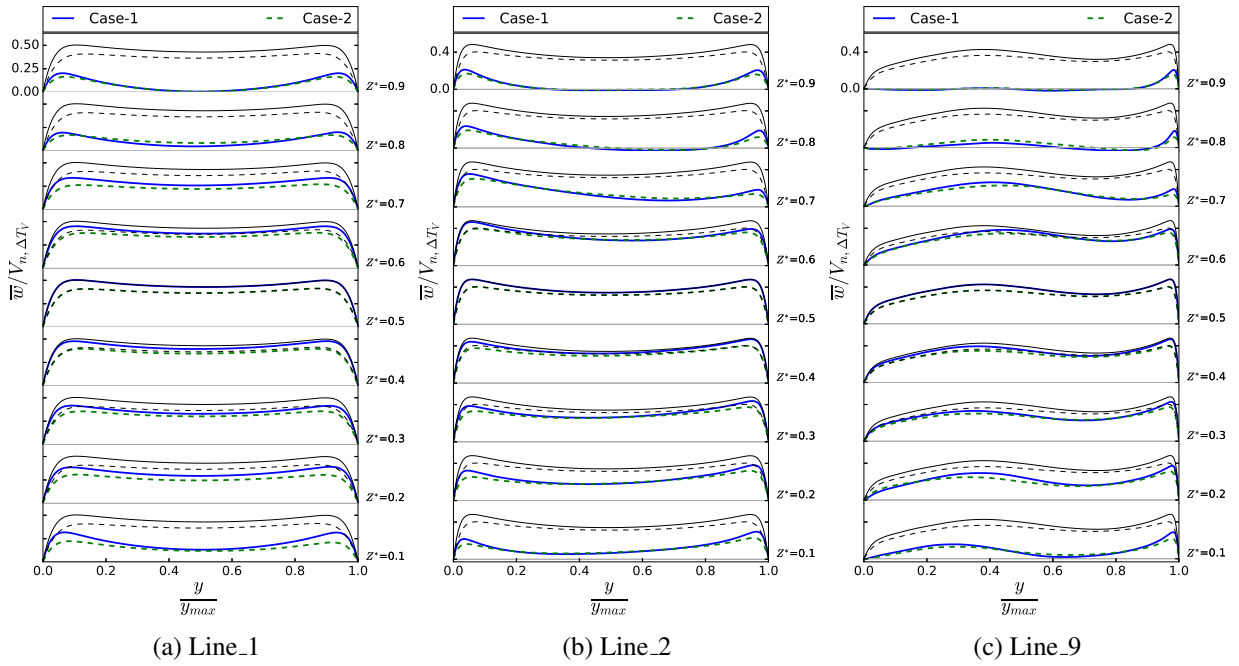 Case-1 Case-2
0.50
0.25
0.00
Z*=0.9
Z*=0.8
Z*=0.7
Z*=0.6
Z*=0.5
Z*=0.4
Z*=0.3
Z*=0.2
Z*=0.1
w̅/V_{n,ΔT_V}
0.0 0.2 0.4 0.6 0.8 1.0
y
y_{max}
(a) Line_1
Case-1 Case-2
0.4
0.0
Z*=0.9
Z*=0.8
Z*=0.7
Z*=0.6
Z*=0.5
Z*=0.4
Z*=0.3
Z*=0.2
Z*=0.1
w̅/V_{n,ΔT_V}
0.0 0.2 0.4 0.6 0.8 1.0
y
y_{max}
(b) Line_2
Case-1 Case-2
0.4
0.0
Z*=0.9
Z*=0.8
Z*=0.7
Z*=0.6
Z*=0.5
Z*=0.4
Z*=0.3
Z*=0.2
Z*=0.1
w̅/V_{n,ΔT_V}
0.0 0.2 0.4 0.6 0.8 1.0
y
y_{max}
(c) Line_9